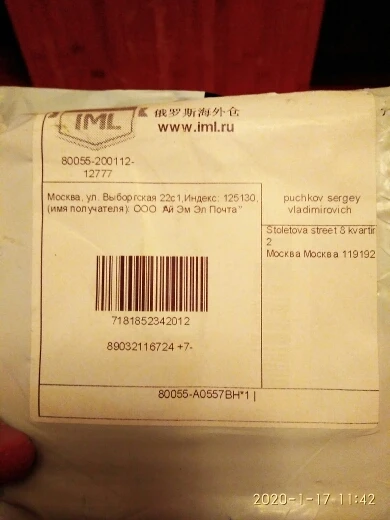 IML
俄罗斯海外仓
www.iml.ru
80055-200112-
12777
Москва, ул. Выборгская 22с1,Индекс: 125130,
(имя получателя): ООО "Ай Эм Эл Почта"
puchkov sergey
vladimirovich
Stoletova street 8 kvartir
2
Москва Москва 119192
7181852342012
89032116724 +7-
80055-A0557BH*1 |
2020-1-17 11:42